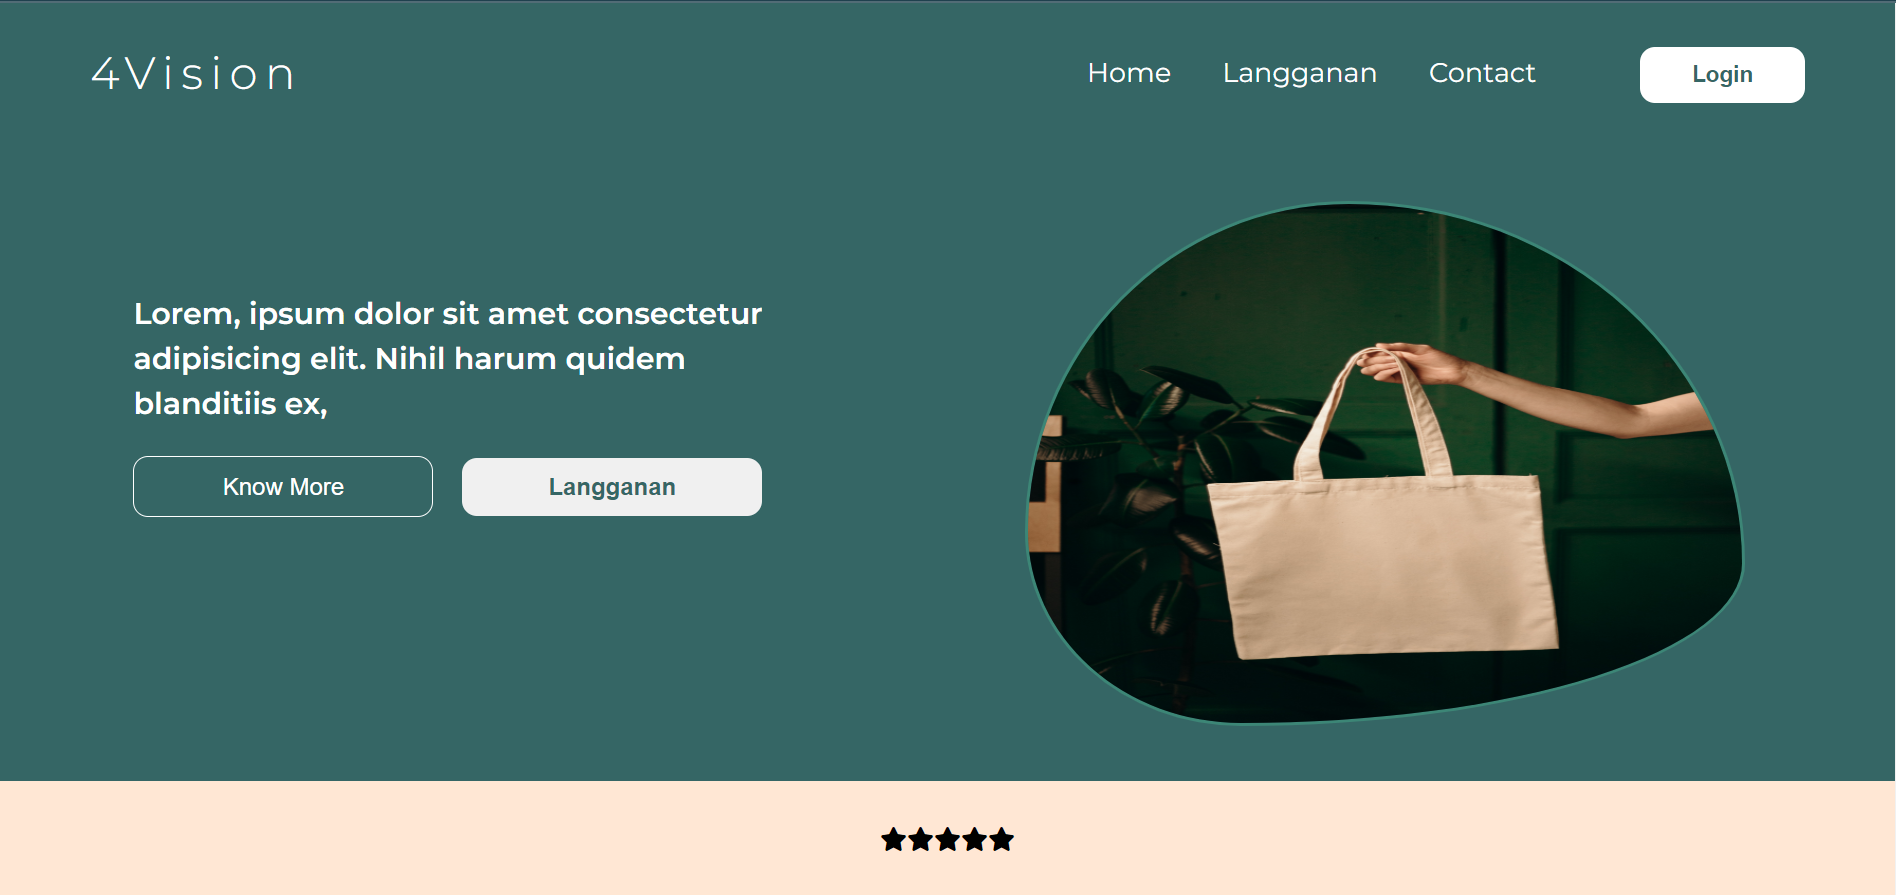 4Vision
Home Langganan Contact Login
Lorem, ipsum dolor sit amet consectetur
adipisicing elit. Nihil harum quidem
blanditiis ex,
Know More Langganan